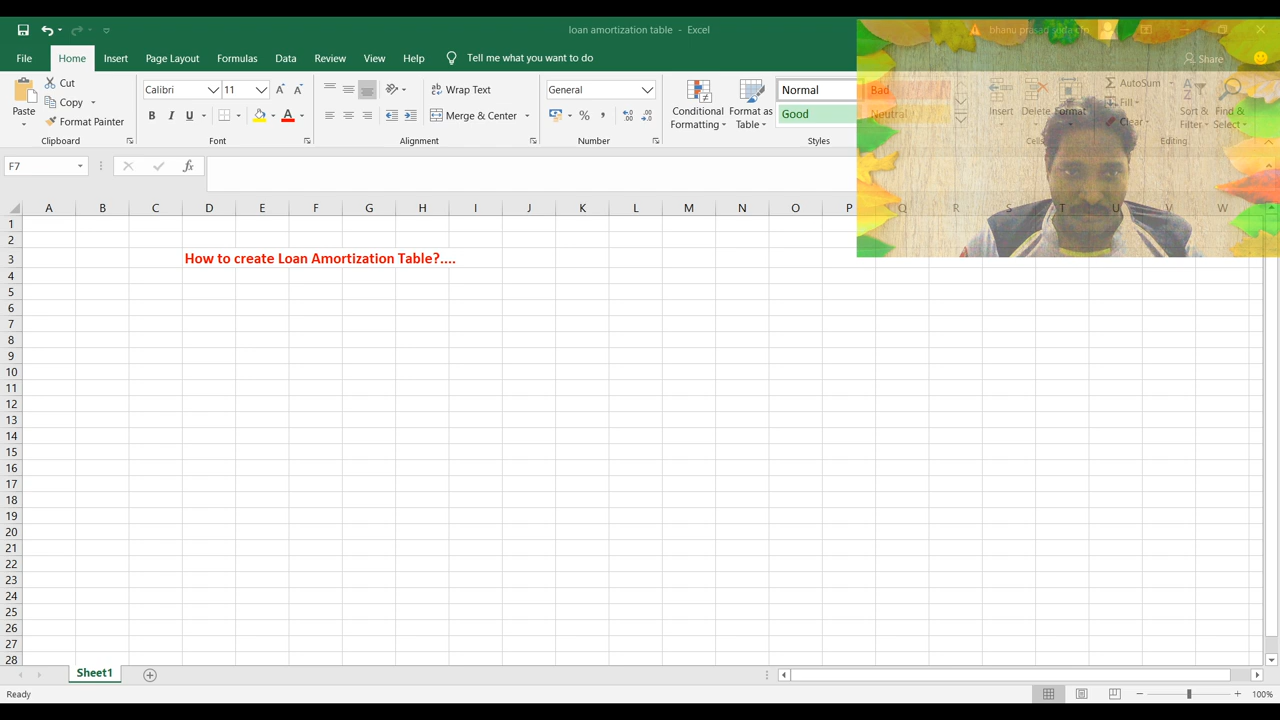 loan amortization table - Excel
File Home Insert Page Layout Formulas Data Review View Help Tell me what you want to do Share
Paste
Cut
Copy
Format Painter
Clipboard
Calibri 11
B I U
Font
Wrap Text
Merge & Center
Alignment
General
Number
Conditional Formatting
Format as Table
Normal Bad
Good Neutral
Styles
Insert Delete Format
Cells
AutoSum
Fill
Clear
Sort & Filter
Find & Select
Editing
F7 fx
A B C D E F G H I J K L M N O P Q R S T U V W
1
2
3 How to create Loan Amortization Table?....
4
5
6
7
8
9
10
11
12
13
14
15
16
17
18
19
20
21
22
23
24
25
26
27
28
Sheet1
Ready 100%